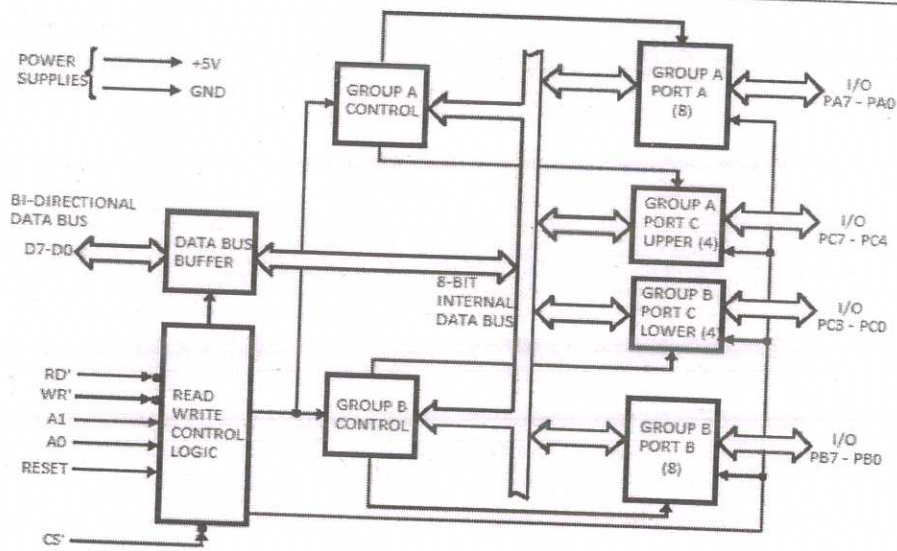 POWER
SUPPLIES
+5V
GND
GROUP A
CONTROL
GROUP A
PORT A
(8)
I/O
PA7 - PA0
BI-DIRECTIONAL
DATA BUS
D7-D0
DATA BUS
BUFFER
GROUP A
PORT C
UPPER (4)
I/O
PC7 - PC4
8-BIT
INTERNAL
DATA BUS
GROUP B
PORT C
LOWER (4)
I/O
PC3 - PC0
RD'
WR'
A1
A0
RESET
CS'
READ
WRITE
CONTROL
LOGIC
GROUP B
CONTROL
GROUP B
PORT B
(8)
I/O
PB7 - PB0